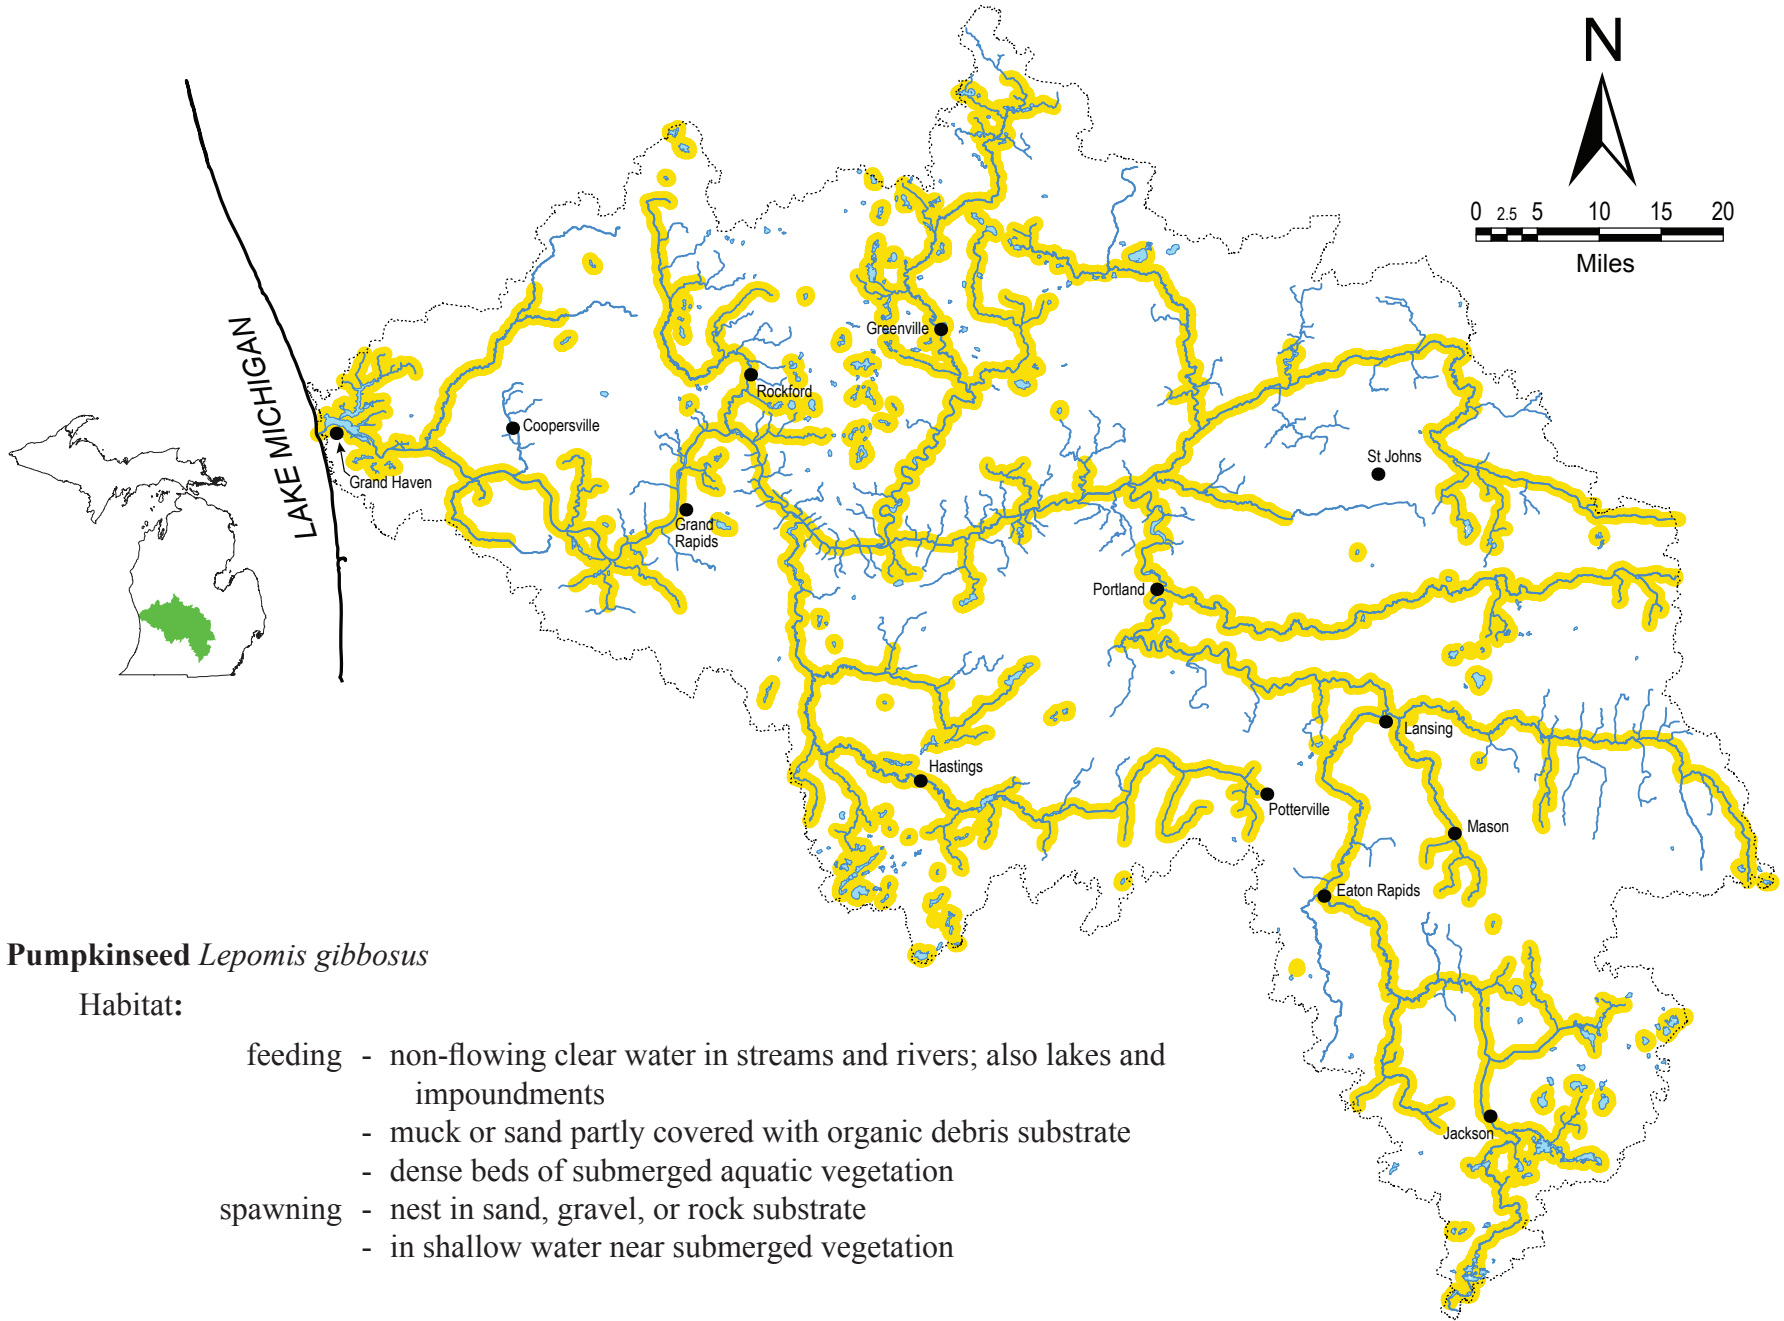 N
0 2.5 5 10 15 20
Miles
LAKE MICHIGAN
Greenville
Rockford
Coopersville
St Johns
Grand Haven
Grand
Rapids
Portland
Lansing
Hastings
Potterville
Mason
Eaton Rapids
Jackson
Pumpkinseed Lepomis gibbosus
Habitat:
feeding - non-flowing clear water in streams and rivers; also lakes and
impoundments
- muck or sand partly covered with organic debris substrate
- dense beds of submerged aquatic vegetation
spawning - nest in sand, gravel, or rock substrate
- in shallow water near submerged vegetation